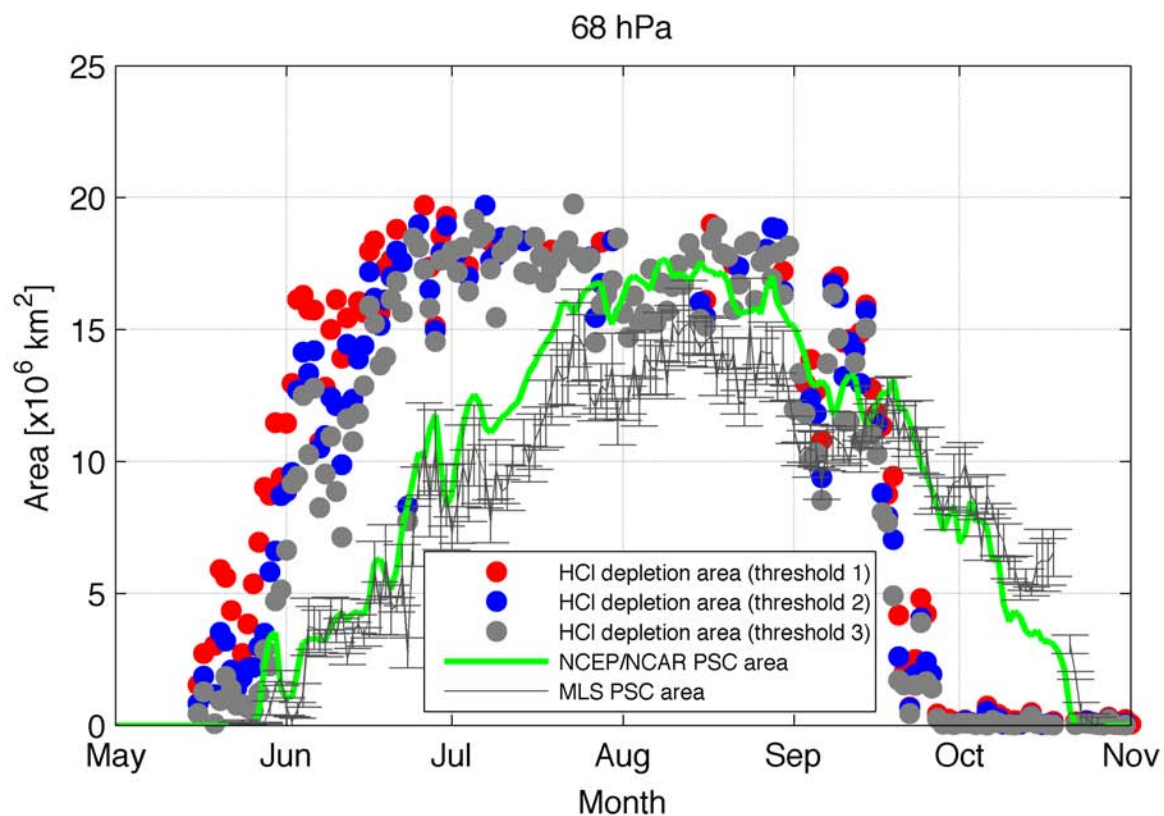 68 hPa
25
20
15
10
5
0
Area [x10⁶ km²]
HCl depletion area (threshold 1)
HCl depletion area (threshold 2)
HCl depletion area (threshold 3)
NCEP/NCAR PSC area
MLS PSC area
May Jun Jul Aug Sep Oct Nov
Month